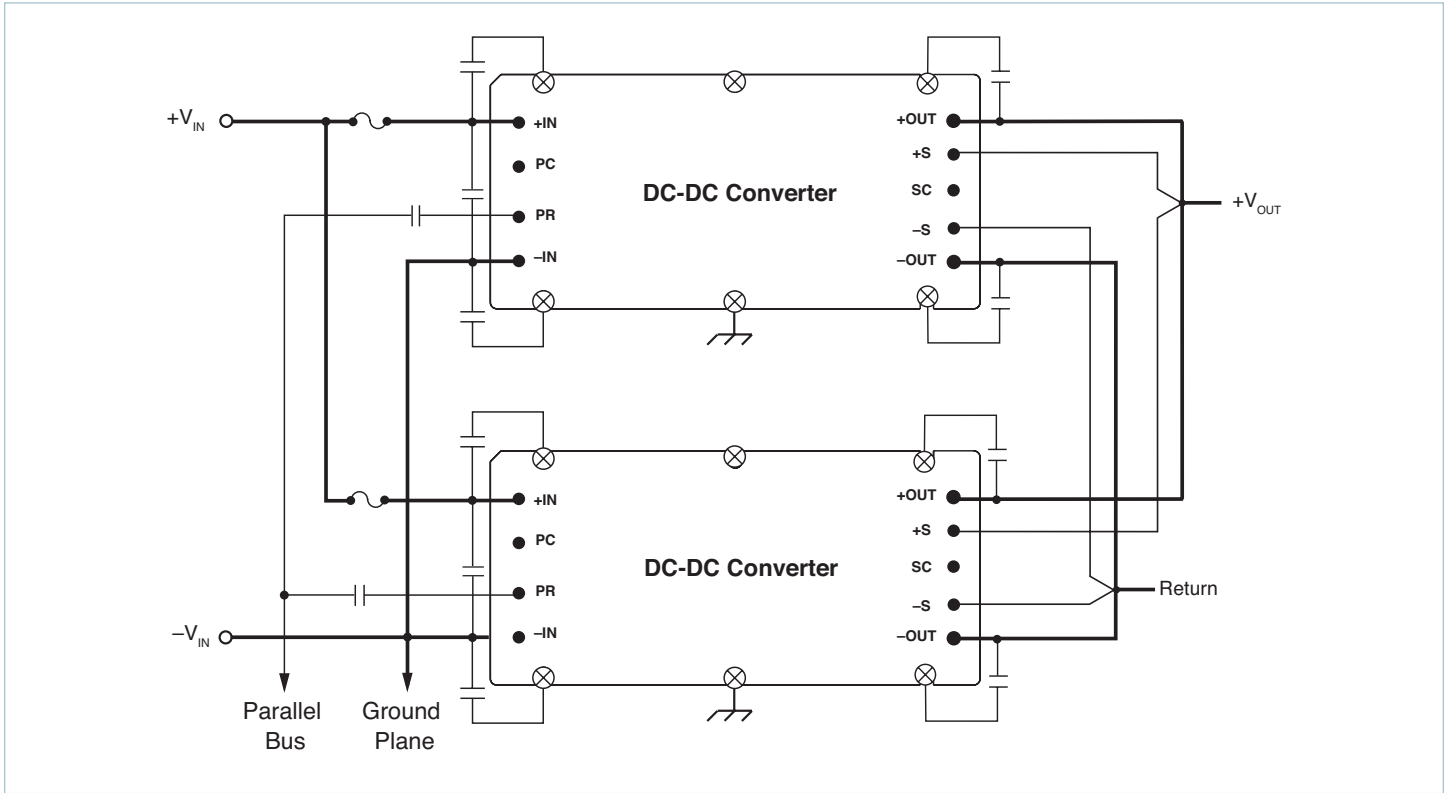 +V_IN
+IN
PC
PR
–IN
DC-DC Converter
+OUT
+S
SC
–S
–OUT
+V_OUT
+IN
PC
PR
–IN
DC-DC Converter
+OUT
+S
SC
–S
–OUT
Return
–V_IN
Parallel
Bus
Ground
Plane